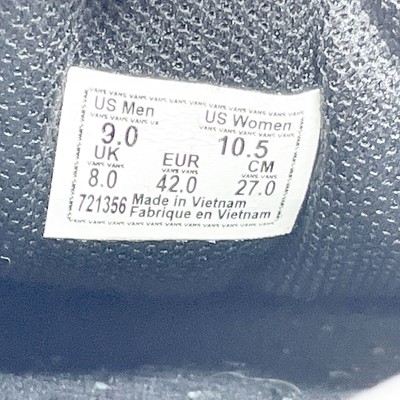 US Men US Women
9.0 10.5
UK EUR CM
8.0 42.0 27.0
721356 Made in Vietnam
Fabrique en Vietnam